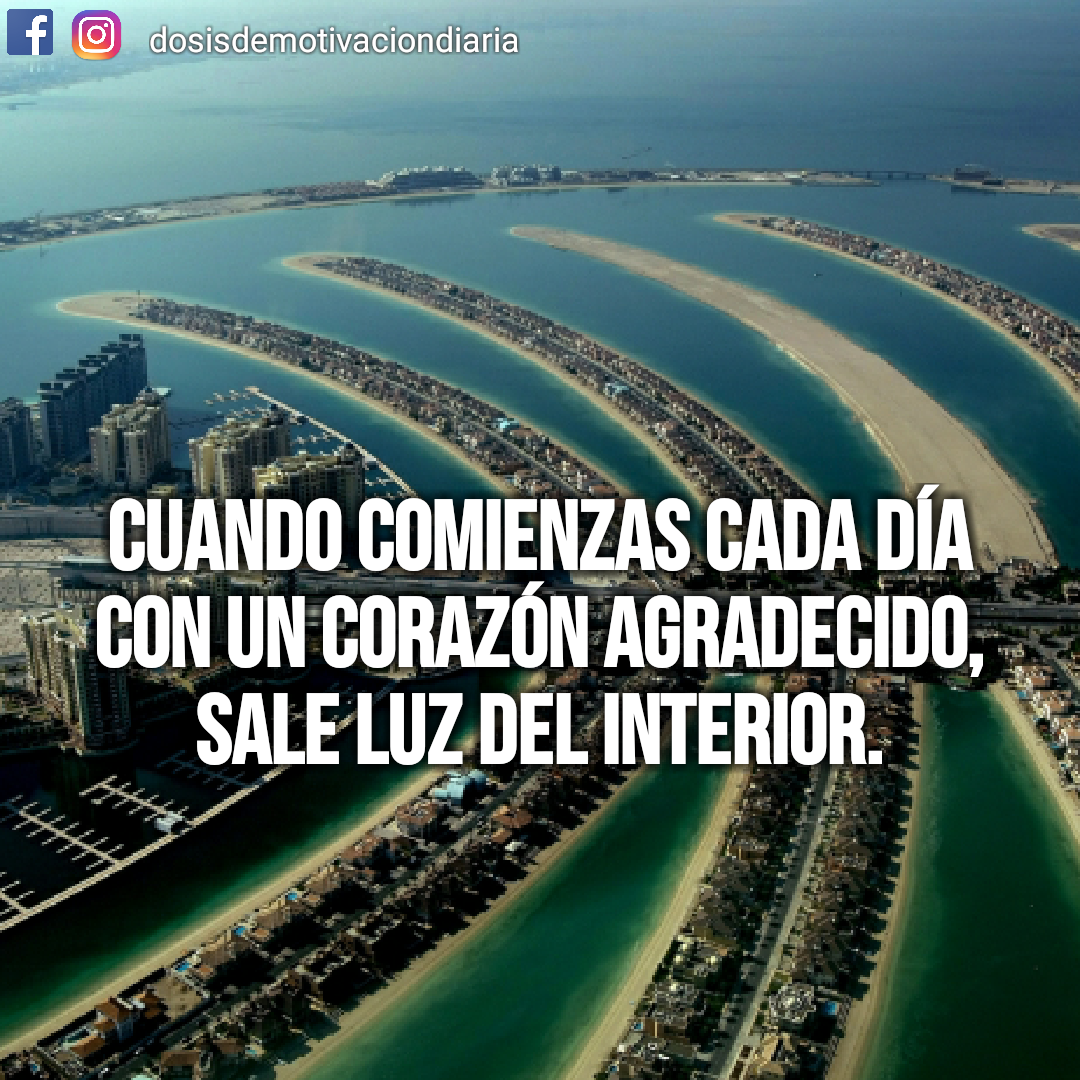 dosisdemotivaciondiaria
CUANDO COMIENZAS CADA DÍA
CON UN CORAZÓN AGRADECIDO,
SALE LUZ DEL INTERIOR.